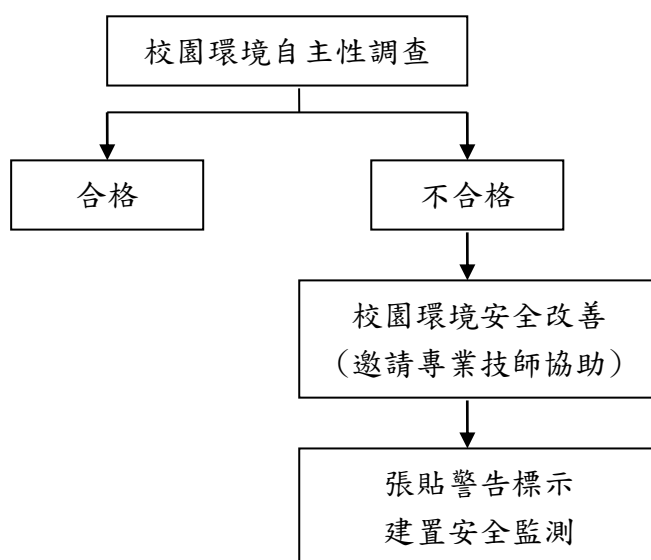 校園環境自主性調查
合格
不合格
校園環境安全改善
（邀請專業技師協助）
張貼警告標示
建置安全監測